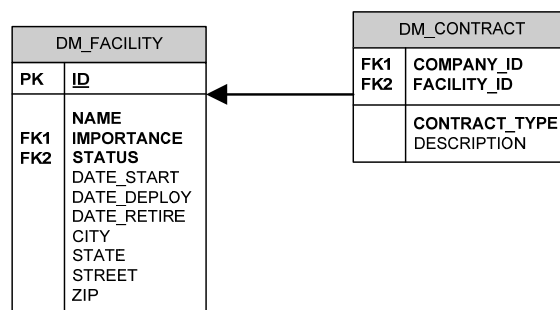 DM_FACILITY
PK ID
NAME
FK1 IMPORTANCE
FK2 STATUS
DATE_START
DATE_DEPLOY
DATE_RETIRE
CITY
STATE
STREET
ZIP
DM_CONTRACT
FK1 COMPANY_ID
FK2 FACILITY_ID
CONTRACT_TYPE
DESCRIPTION